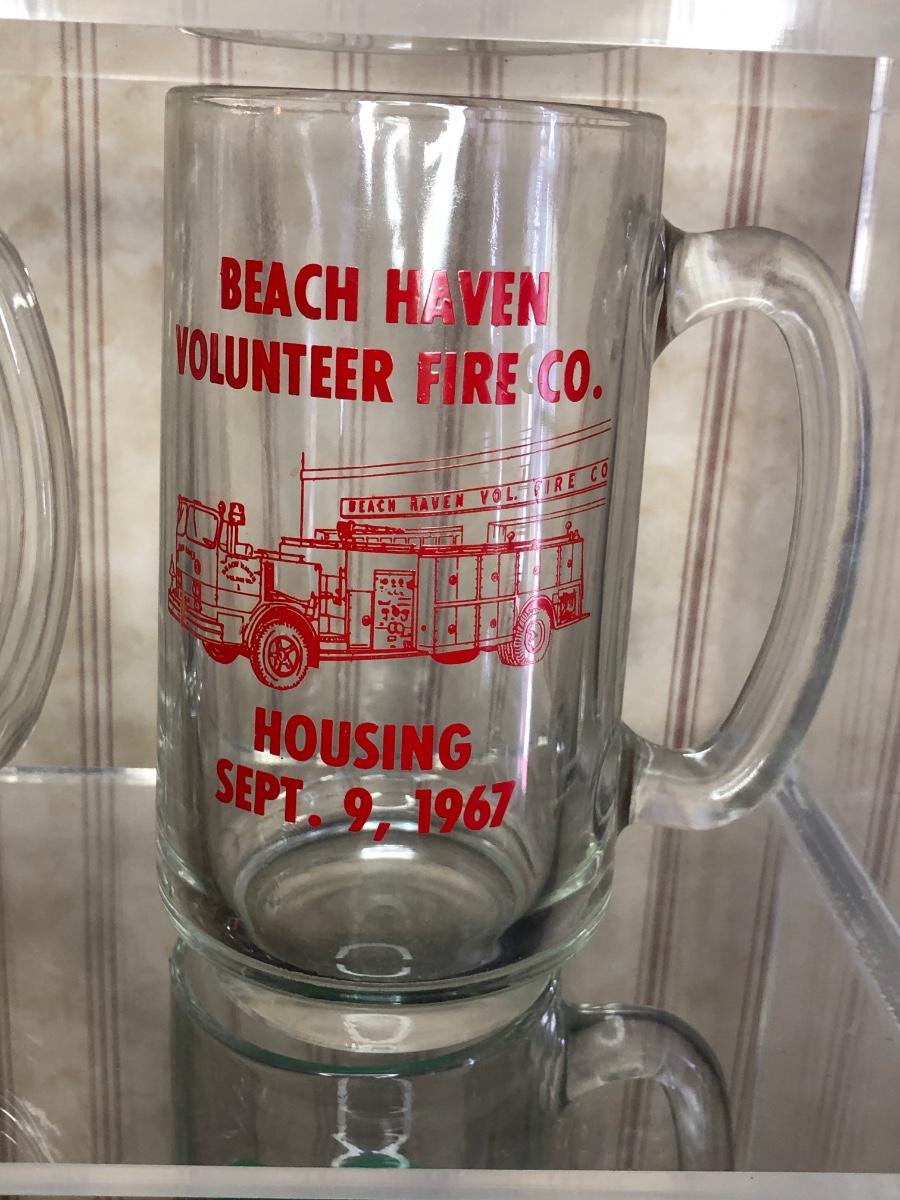 BEACH HAVEN
VOLUNTEER FIRE CO.
BEACH HAVEN VOL. FIRE CO
HOUSING
SEPT. 9, 1967